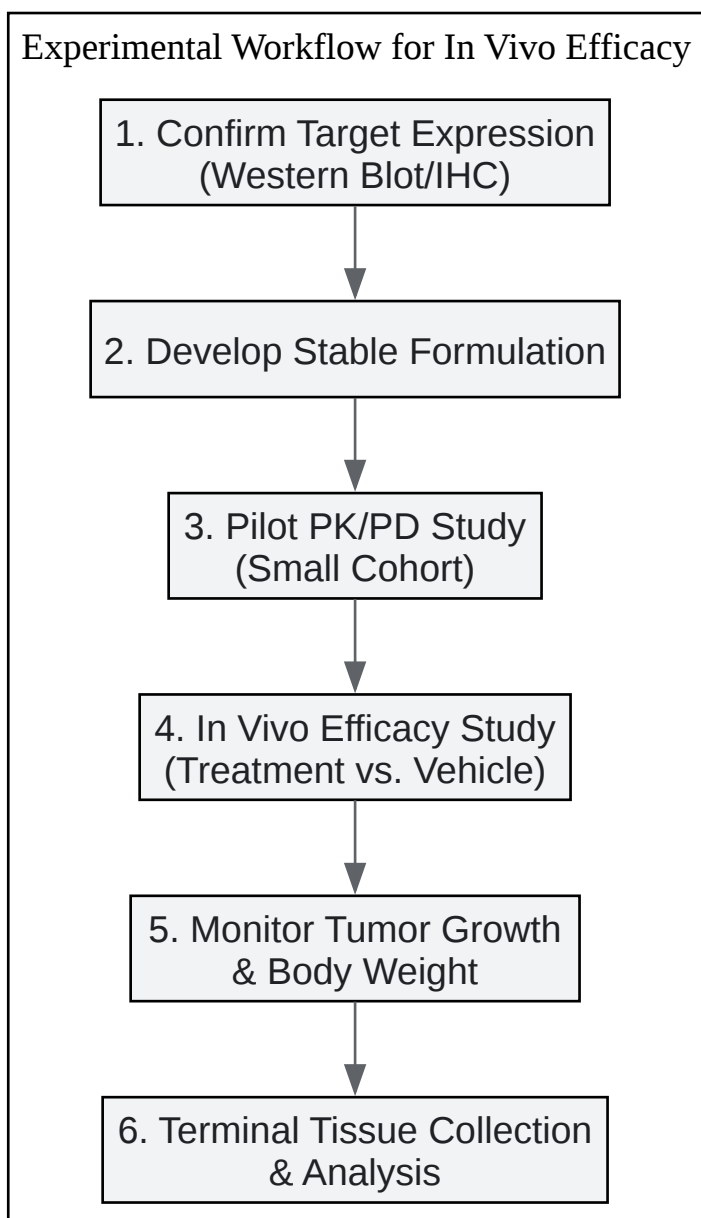 Experimental Workflow for In Vivo Efficacy
1. Confirm Target Expression
(Western Blot/IHC)
2. Develop Stable Formulation
3. Pilot PK/PD Study
(Small Cohort)
4. In Vivo Efficacy Study
(Treatment vs. Vehicle)
5. Monitor Tumor Growth
& Body Weight
6. Terminal Tissue Collection
& Analysis